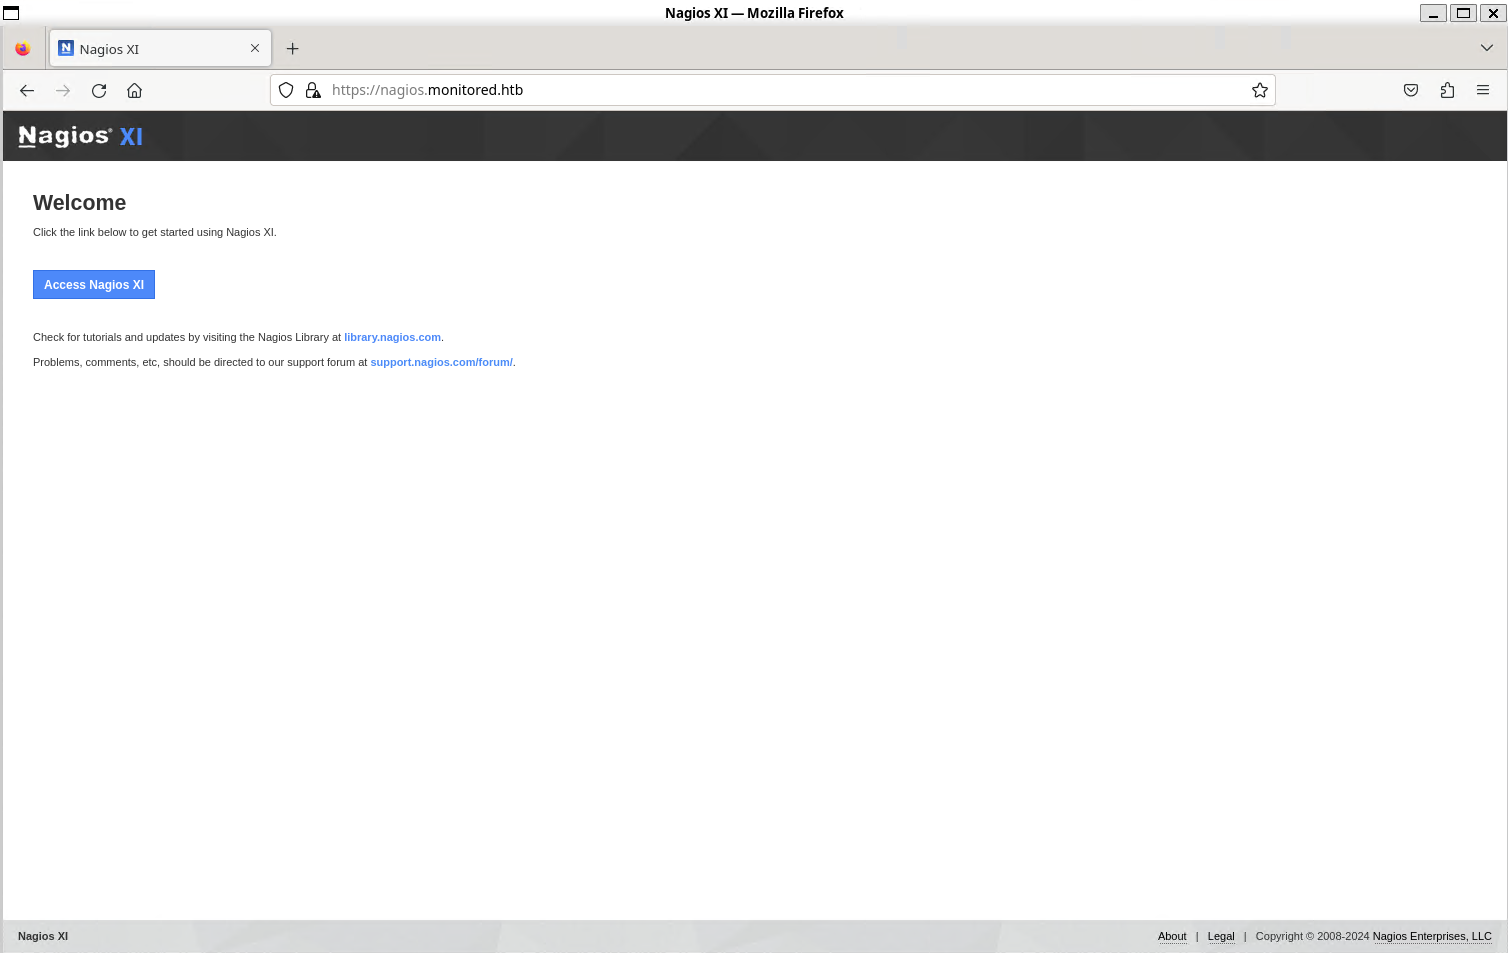 Nagios XI — Mozilla Firefox
Nagios XI
https://nagios.monitored.htb
Nagios® XI
Welcome
Click the link below to get started using Nagios XI.
Access Nagios XI
Check for tutorials and updates by visiting the Nagios Library at library.nagios.com.
Problems, comments, etc, should be directed to our support forum at support.nagios.com/forum/.
Nagios XI About | Legal | Copyright © 2008-2024 Nagios Enterprises, LLC